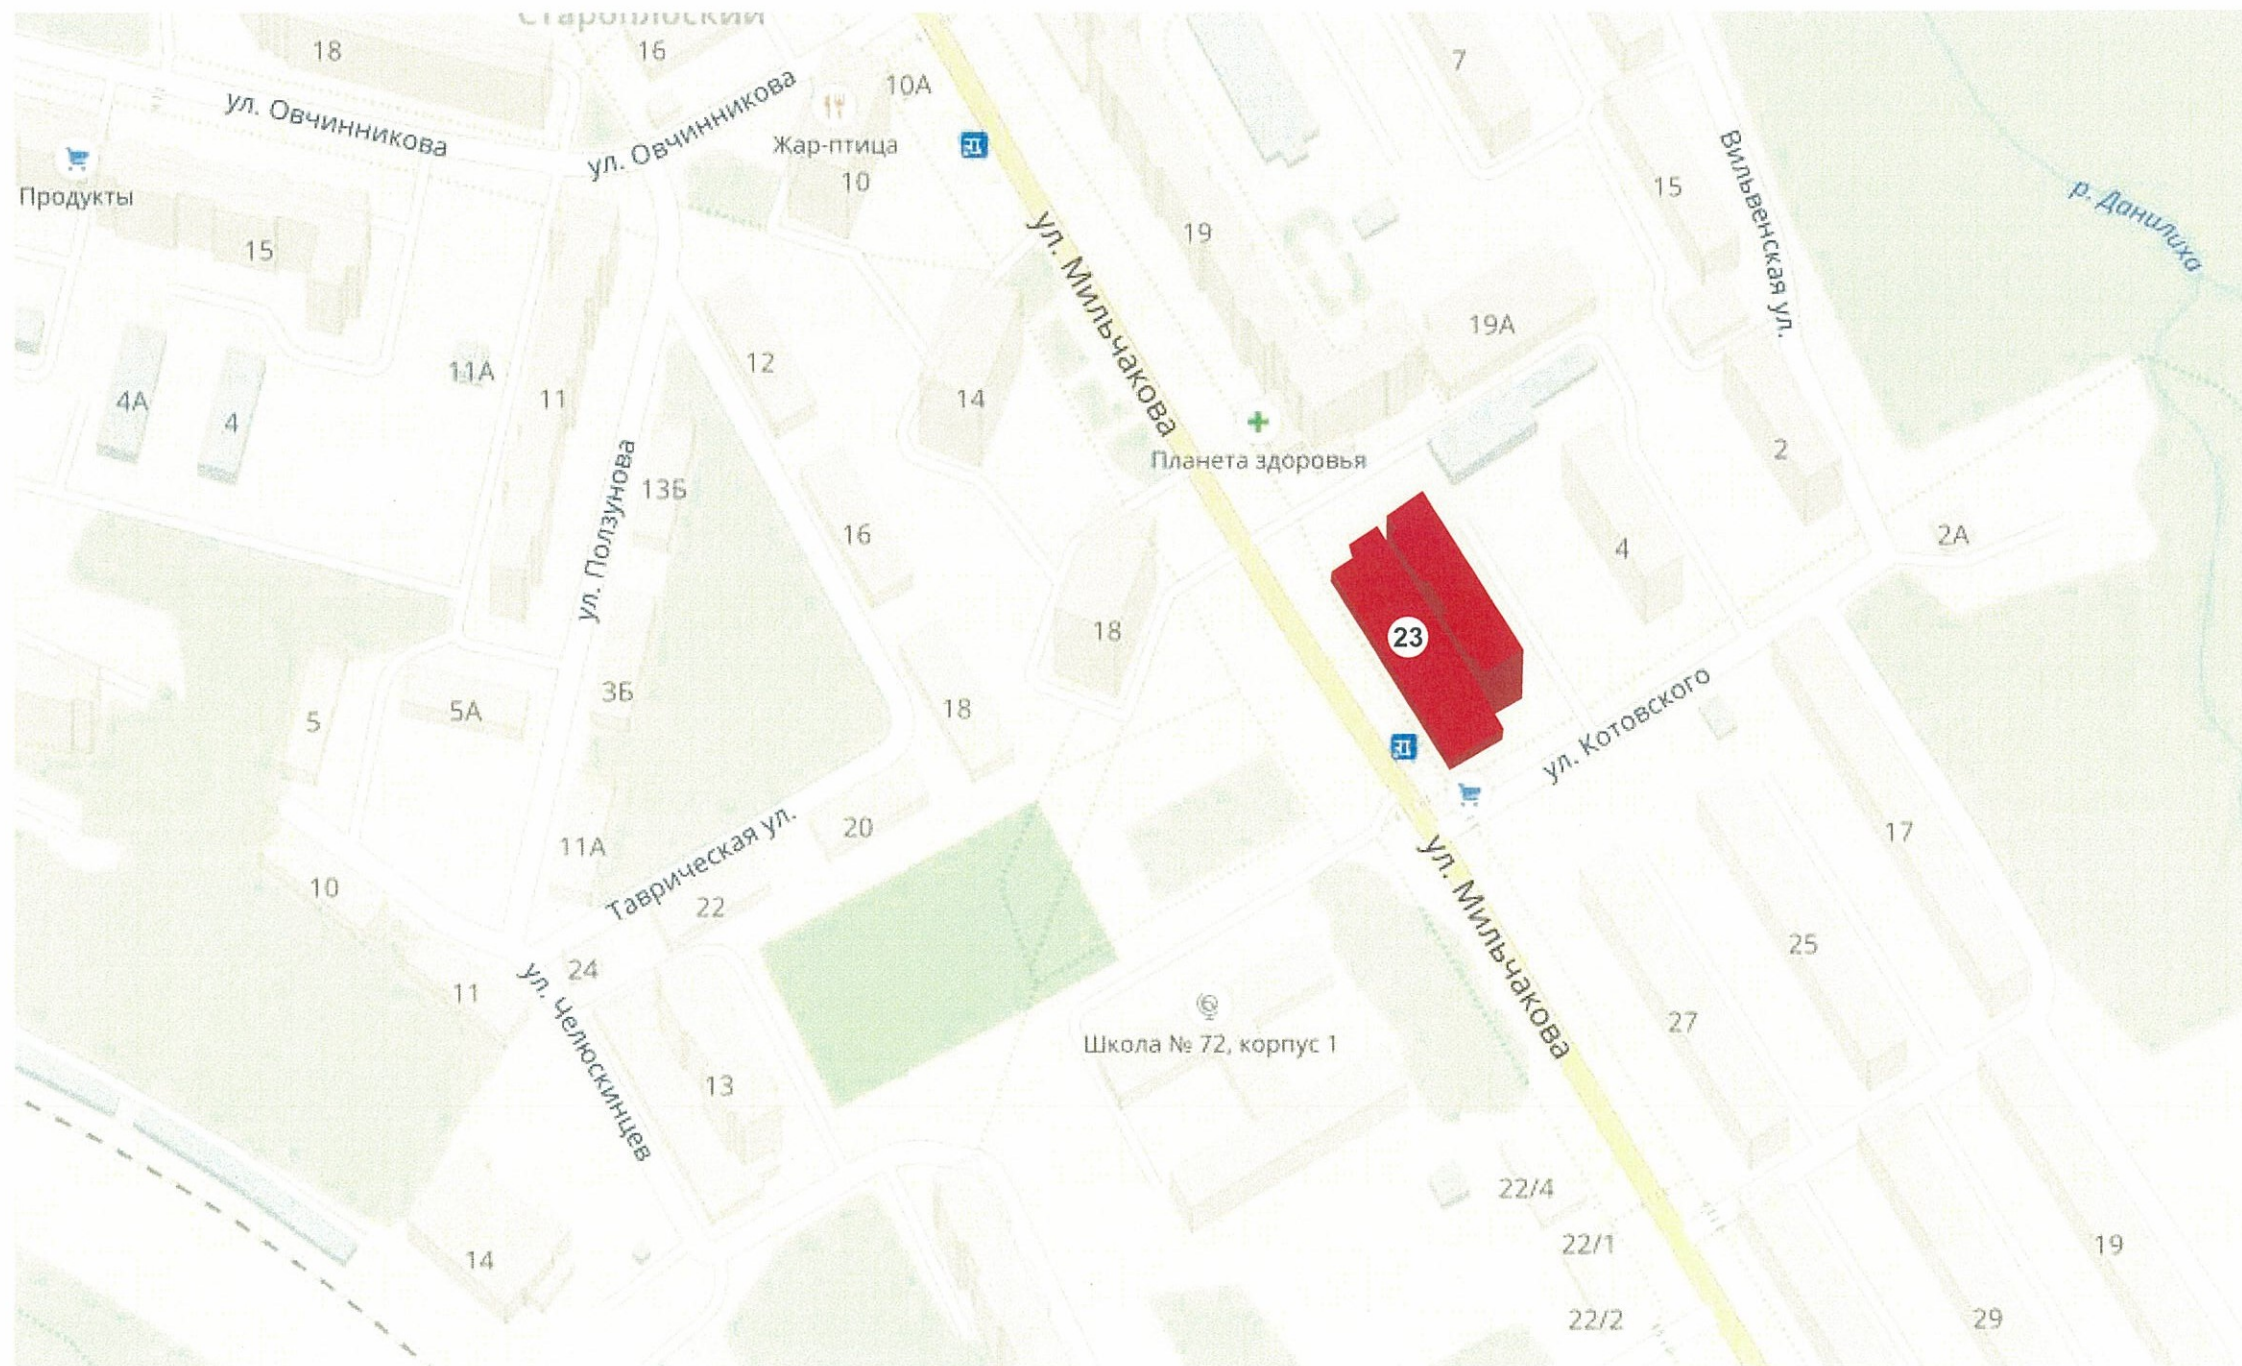 Староплоский
18
16
7
10А
ул. Овчинникова
ул. Овчинникова
Жар-птица
10
15
Вильвенская ул.
р. Данилиха
Продукты
15
19
ул. Мильчакова
19А
12
11А
11
14
4А
4
2
Планета здоровья
13Б
ул. Ползунова
16
4
2А
18
23
3Б
5А
5
18
ул. Котовского
20
11А
Таврическая ул.
17
10
22
ул. Мильчакова
25
24
11
ул. Челюскинцев
27
Школа № 72, корпус 1
13
22/4
14
22/1
19
22/2
29